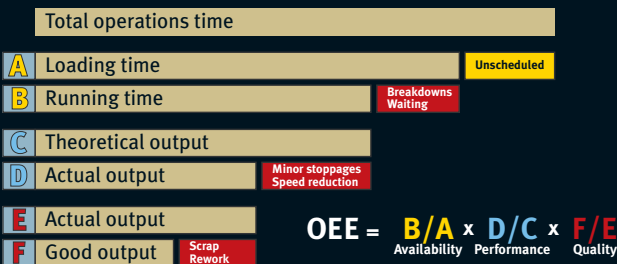 Total operations time
A Loading time Unscheduled
B Running time Breakdowns
Waiting
C Theoretical output
D Actual output Minor stoppages
Speed reduction
E Actual output
F Good output Scrap
Rework
OEE = B/A x D/C x F/E
Availability Performance Quality